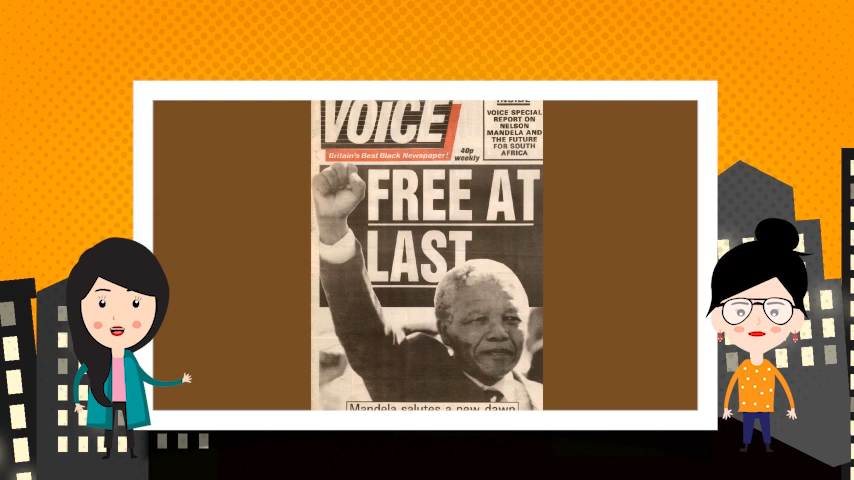 INSIDE
VOICE
VOICE SPECIAL
REPORT ON
NELSON
MANDELA AND
THE FUTURE
FOR SOUTH
AFRICA
Britain's Best Black Newspaper!
40p
weekly
FREE AT
LAST
Mandela salutes a new dawn